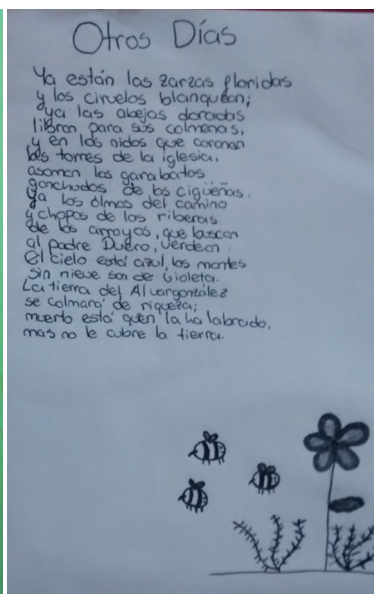 Otros Días
Ya están las zarzas floridas
y los ciruelos blanquean;
ya las abejas doradas
liban para sus colmenas,
y en los nidos que coronan
las torres de la iglesia,
asoman los garabatos
ganchudos de las cigüeñas.
Ya los olmos del camino
y chopos de las riberas
de los arroyos, que buscan
al padre Duero, verdean.
El cielo está azul, los montes
sin nieve son de violeta.
La tierra del Alvargonzález
se colmará de riqueza;
muerto está quen la ha labrado,
mas no le cubre la tierra.